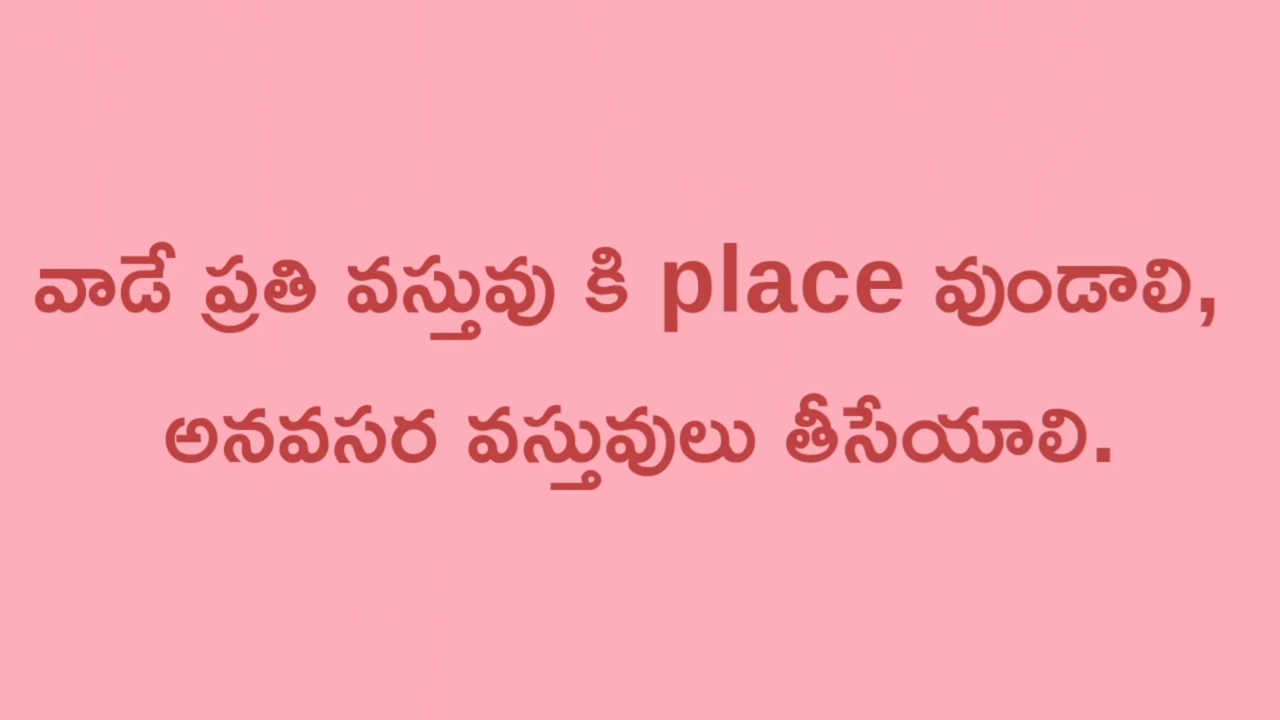 వాడే ప్రతి వస్తువు కి place వుండాలి,
అనవసర వస్తువులు తీసేయాలి.